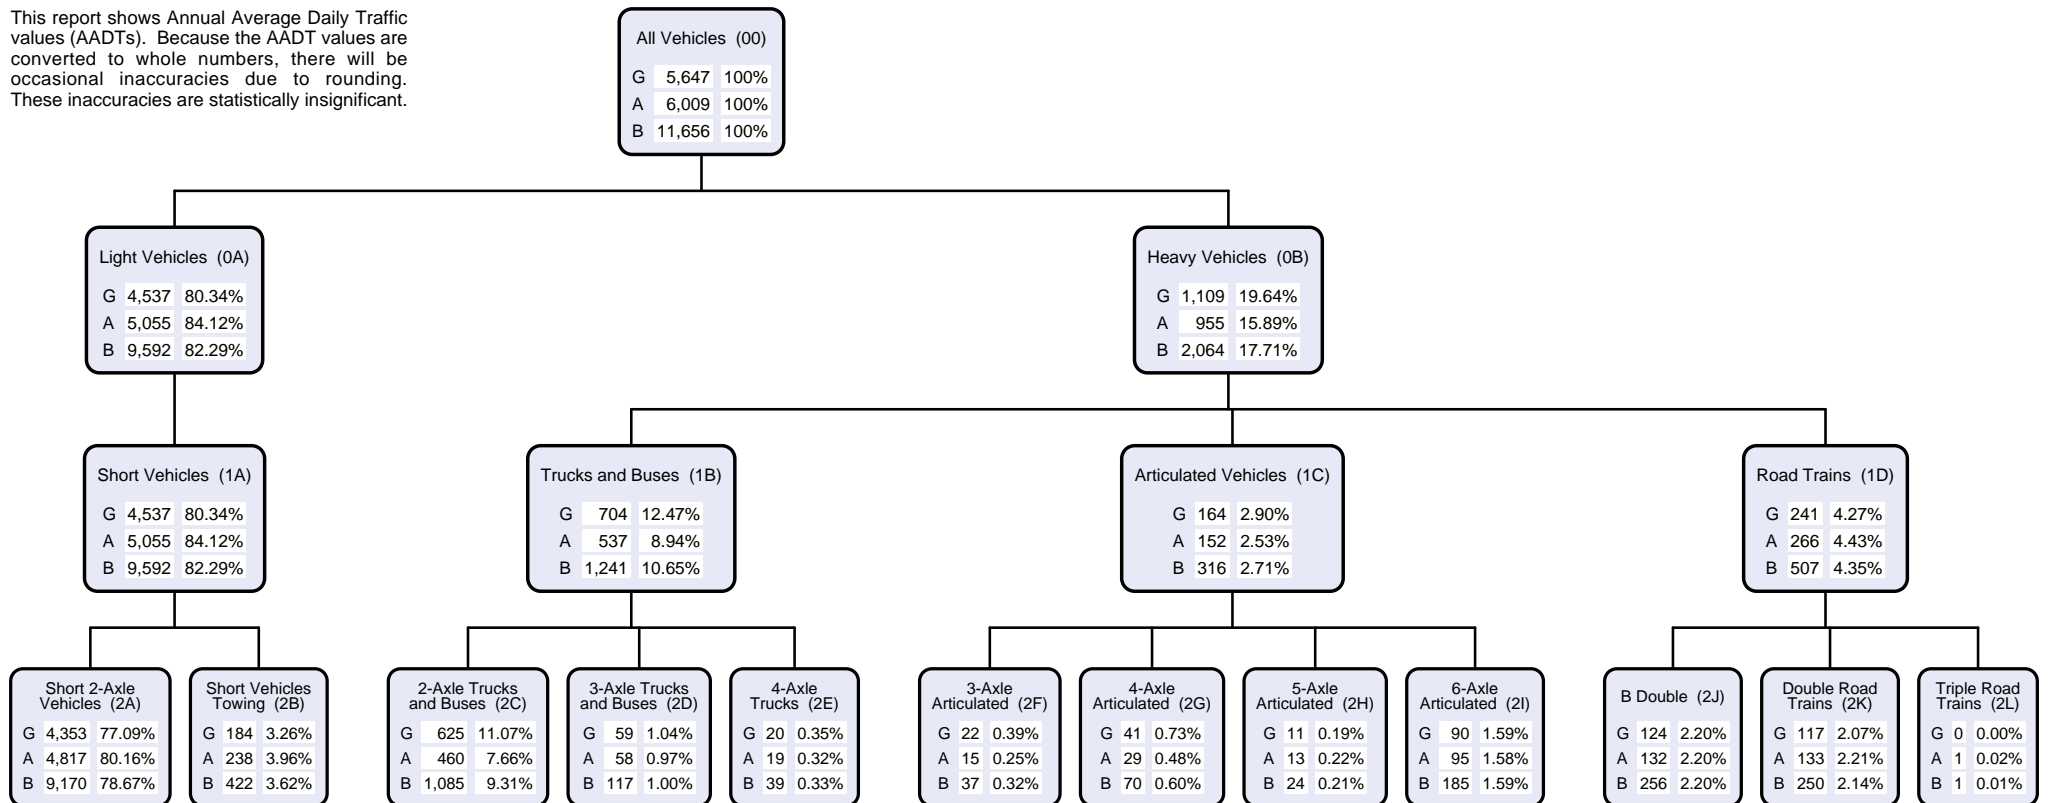 This report shows Annual Average Daily Traffic
values (AADTs). Because the AADT values are
converted to whole numbers, there will be
occasional inaccuracies due to rounding.
These inaccuracies are statistically insignificant.
All Vehicles (00)
G 5,647 100%
A 6,009 100%
B 11,656 100%
Light Vehicles (0A)
G 4,537 80.34%
A 5,055 84.12%
B 9,592 82.29%
Heavy Vehicles (0B)
G 1,109 19.64%
A 955 15.89%
B 2,064 17.71%
Short Vehicles (1A)
G 4,537 80.34%
A 5,055 84.12%
B 9,592 82.29%
Trucks and Buses (1B)
G 704 12.47%
A 537 8.94%
B 1,241 10.65%
Articulated Vehicles (1C)
G 164 2.90%
A 152 2.53%
B 316 2.71%
Road Trains (1D)
G 241 4.27%
A 266 4.43%
B 507 4.35%
Short 2-Axle
Vehicles (2A)
G 4,353 77.09%
A 4,817 80.16%
B 9,170 78.67%
Short Vehicles
Towing (2B)
G 184 3.26%
A 238 3.96%
B 422 3.62%
2-Axle Trucks
and Buses (2C)
G 625 11.07%
A 460 7.66%
B 1,085 9.31%
3-Axle Trucks
and Buses (2D)
G 59 1.04%
A 58 0.97%
B 117 1.00%
4-Axle
Trucks (2E)
G 20 0.35%
A 19 0.32%
B 39 0.33%
3-Axle
Articulated (2F)
G 22 0.39%
A 15 0.25%
B 37 0.32%
4-Axle
Articulated (2G)
G 41 0.73%
A 29 0.48%
B 70 0.60%
5-Axle
Articulated (2H)
G 11 0.19%
A 13 0.22%
B 24 0.21%
6-Axle
Articulated (2I)
G 90 1.59%
A 95 1.58%
B 185 1.59%
B Double (2J)
G 124 2.20%
A 132 2.20%
B 256 2.20%
Double Road
Trains (2K)
G 117 2.07%
A 133 2.21%
B 250 2.14%
Triple Road
Trains (2L)
G 0 0.00%
A 1 0.02%
B 1 0.01%